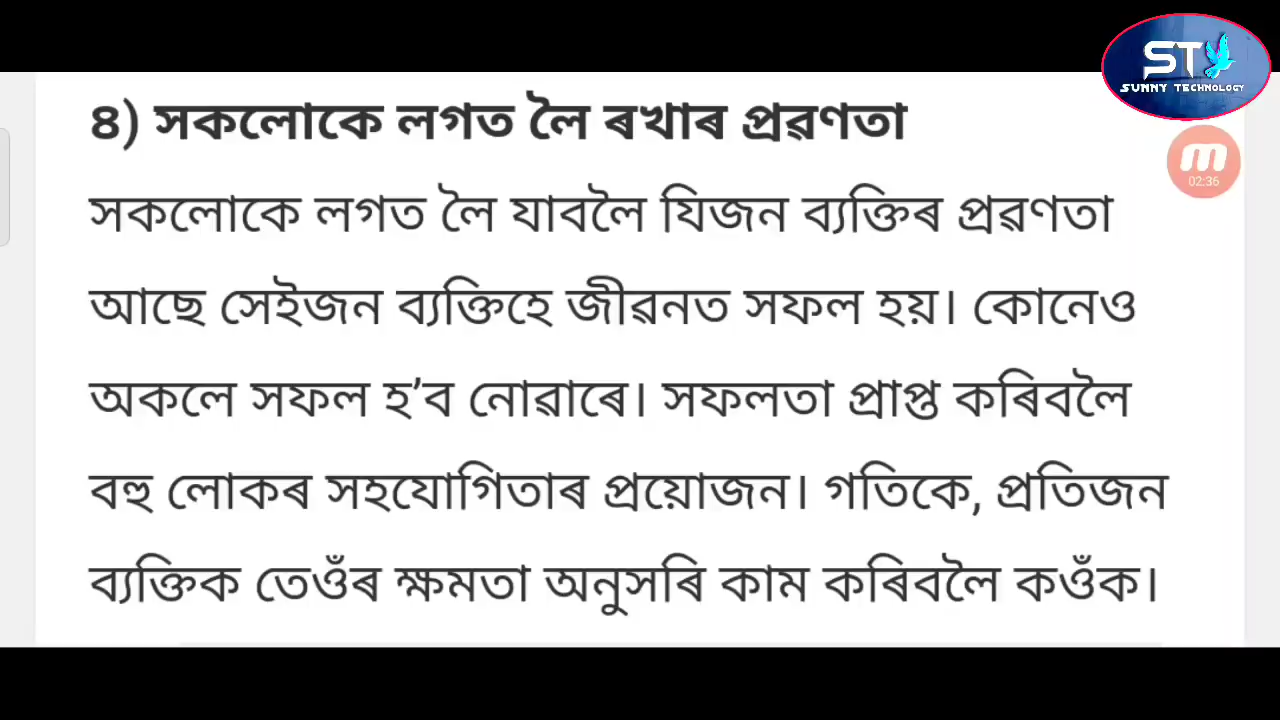 ST
SUNNY TECHNOLOGY
৪) সকলোকে লগত লৈ ৰখাৰ প্ৰৱণতা
02:36
সকলোকে লগত লৈ যাবলৈ যিজন ব্যক্তিৰ প্ৰৱণতা
আছে সেইজন ব্যক্তিহে জীৱনত সফল হয়। কোনেও
অকলে সফল হ’ব নোৱাৰে। সফলতা প্ৰাপ্ত কৰিবলৈ
বহু লোকৰ সহযোগিতাৰ প্ৰয়োজন। গতিকে, প্ৰতিজন
ব্যক্তিক তেওঁৰ ক্ষমতা অনুসৰি কাম কৰিবলৈ কওঁক।